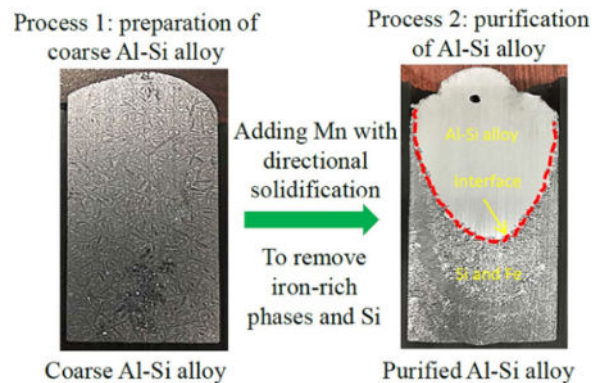 Process 1: preparation of
coarse Al-Si alloy
Coarse Al-Si alloy
Adding Mn with
directional
solidification
To remove
iron-rich
phases and Si
Process 2: purification
of Al-Si alloy
Al-Si alloy
interface
Si and Fe
Purified Al-Si alloy